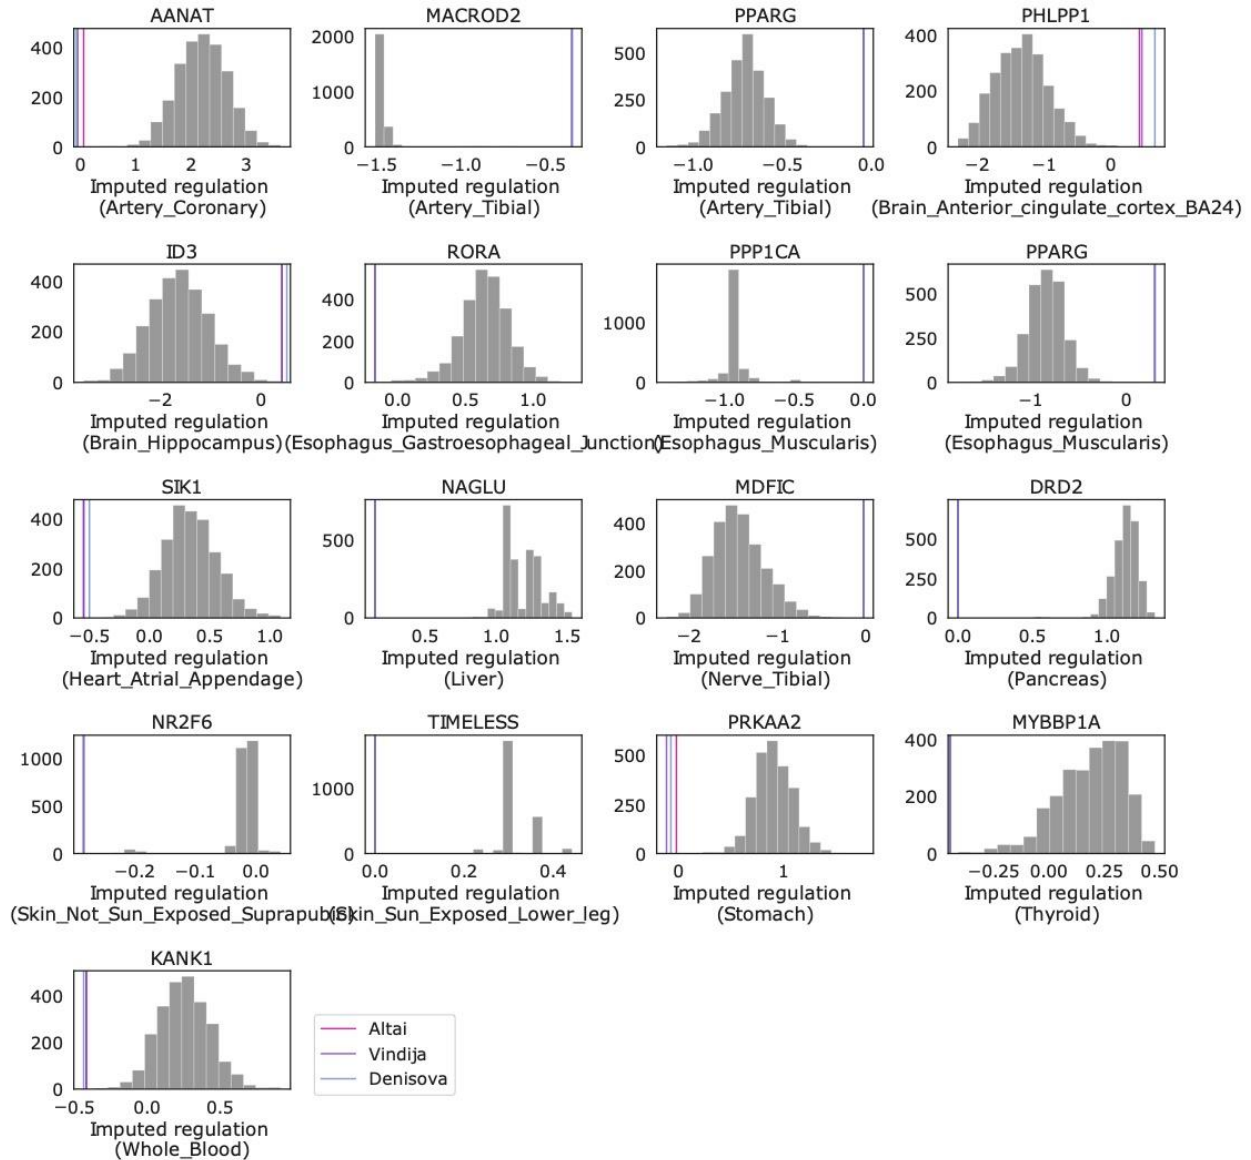 AANAT
MACROD2
PPARG
PHLPP1
400
200
0
2000
1000
0
500
250
0
400
200
0
0 1 2 3
−1.5 −1.0 −0.5
−1.0 −0.5 0.0
−2 −1 0
Imputed regulation
(Artery_Coronary)
Imputed regulation
(Artery_Tibial)
Imputed regulation
(Artery_Tibial)
Imputed regulation
(Brain_Anterior_cingulate_cortex_BA24)
ID3
RORA
PPP1CA
PPARG
400
200
0
400
200
0
1000
0
500
250
0
−2 0
0.0 0.5 1.0
−1.0 −0.5 0.0
−1 0
Imputed regulation
(Brain_Hippocampus)
Imputed regulation
(Esophagus_Gastroesophageal_Junction)
Imputed regulation
(Esophagus_Muscularis)
Imputed regulation
(Esophagus_Muscularis)
SIK1
NAGLU
MDFIC
DRD2
400
200
0
500
0
400
200
0
500
250
0
−0.5 0.0 0.5 1.0
0.5 1.0 1.5
−2 −1 0
0.0 0.5 1.0
Imputed regulation
(Heart_Atrial_Appendage)
Imputed regulation
(Liver)
Imputed regulation
(Nerve_Tibial)
Imputed regulation
(Pancreas)
NR2F6
TIMELESS
PRKAA2
MYBBP1A
1000
500
0
1000
0
500
250
0
400
200
0
−0.2 −0.1 0.0
0.0 0.2 0.4
0 1
−0.25 0.00 0.25 0.50
Imputed regulation
(Skin_Not_Sun_Exposed_Suprapubic)
Imputed regulation
(Skin_Sun_Exposed_Lower_leg)
Imputed regulation
(Stomach)
Imputed regulation
(Thyroid)
KANK1
400
200
0
−0.5 0.0 0.5
Imputed regulation
(Whole_Blood)
Altai
Vindija
Denisova